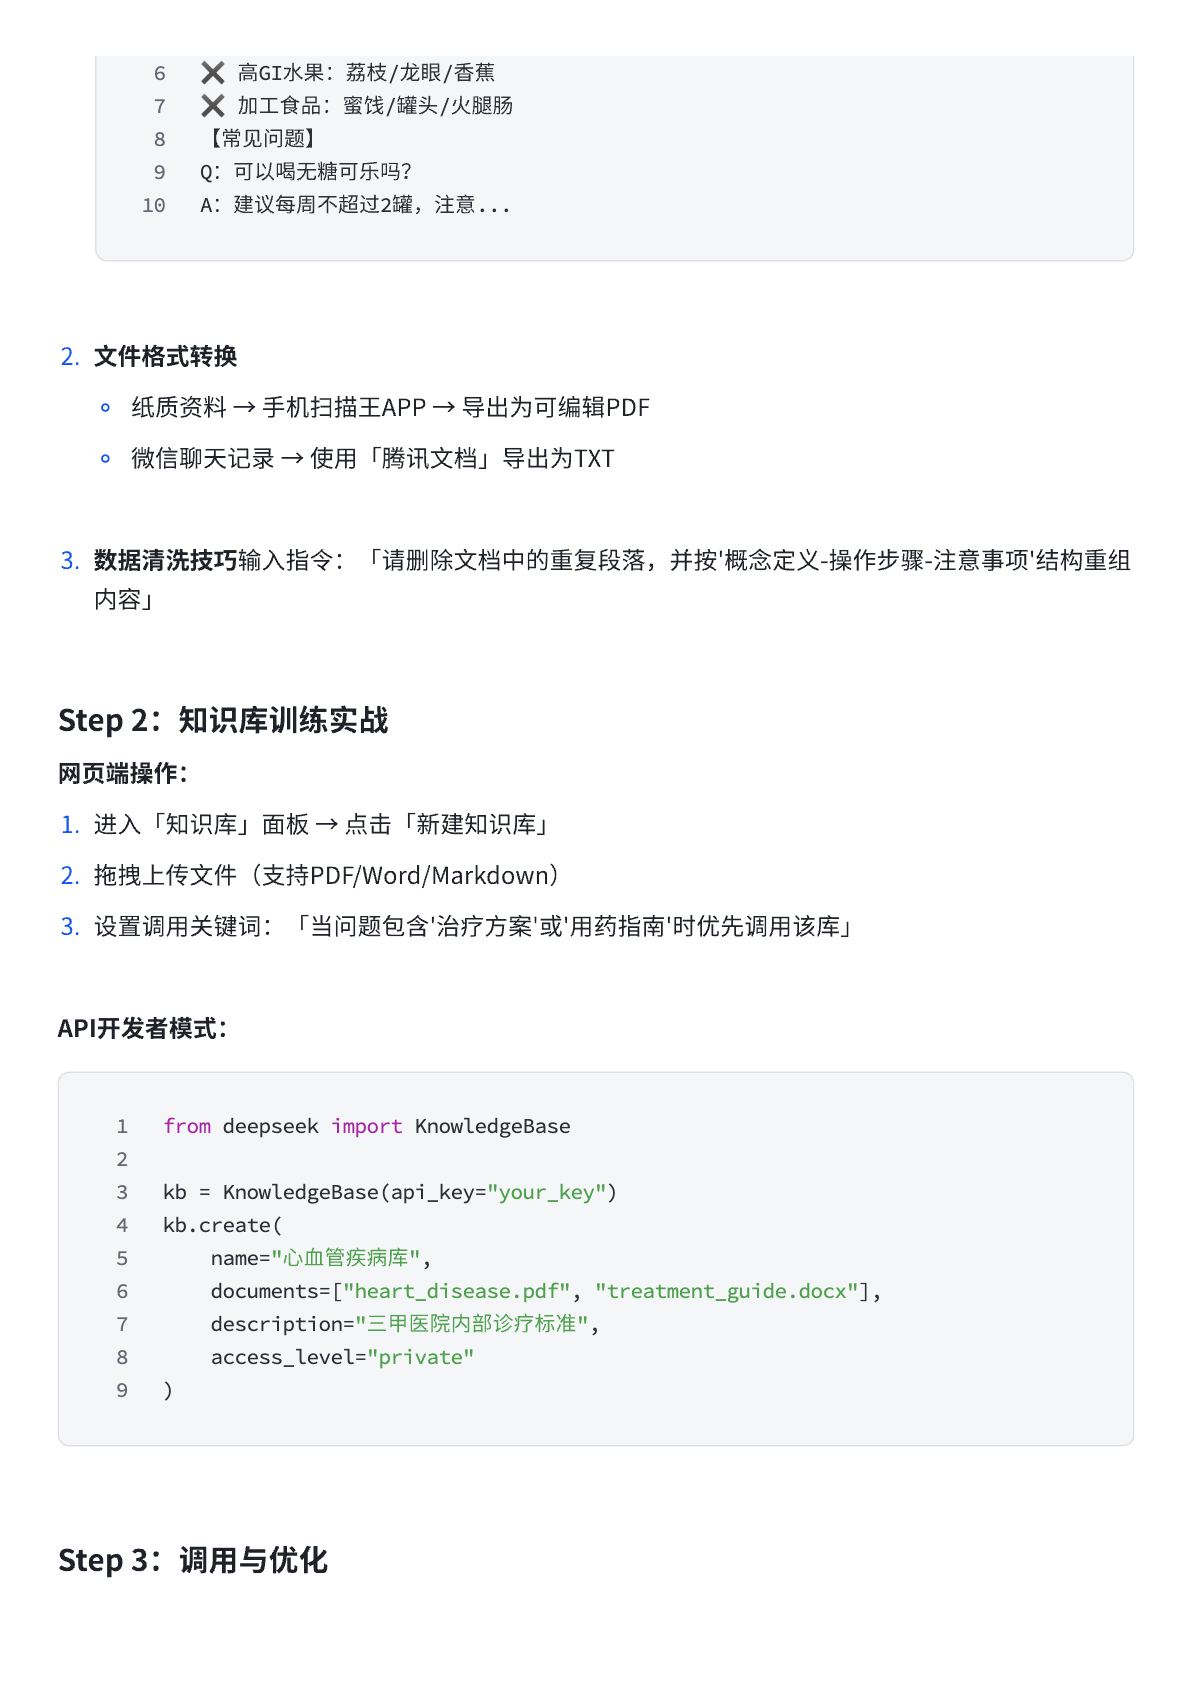 6 ❌ 高GI水果：荔枝/龙眼/香蕉
7 ❌ 加工食品：蜜饯/罐头/火腿肠
8 【常见问题】
9 Q：可以喝无糖可乐吗？
10 A：建议每周不超过2罐，注意...
2. 文件格式转换
纸质资料 → 手机扫描王APP → 导出为可编辑PDF
微信聊天记录 → 使用「腾讯文档」导出为TXT
3. 数据清洗技巧输入指令：「请删除文档中的重复段落，并按'概念定义-操作步骤-注意事项'结构重组
内容」
Step 2：知识库训练实战
网页端操作：
1. 进入「知识库」面板 → 点击「新建知识库」
2. 拖拽上传文件（支持PDF/Word/Markdown）
3. 设置调用关键词：「当问题包含'治疗方案'或'用药指南'时优先调用该库」
API开发者模式：
1 from deepseek import KnowledgeBase
2
3 kb = KnowledgeBase(api_key="your_key")
4 kb.create(
5     name="心血管疾病库",
6     documents=["heart_disease.pdf", "treatment_guide.docx"],
7     description="三甲医院内部诊疗标准",
8     access_level="private"
9 )
Step 3：调用与优化